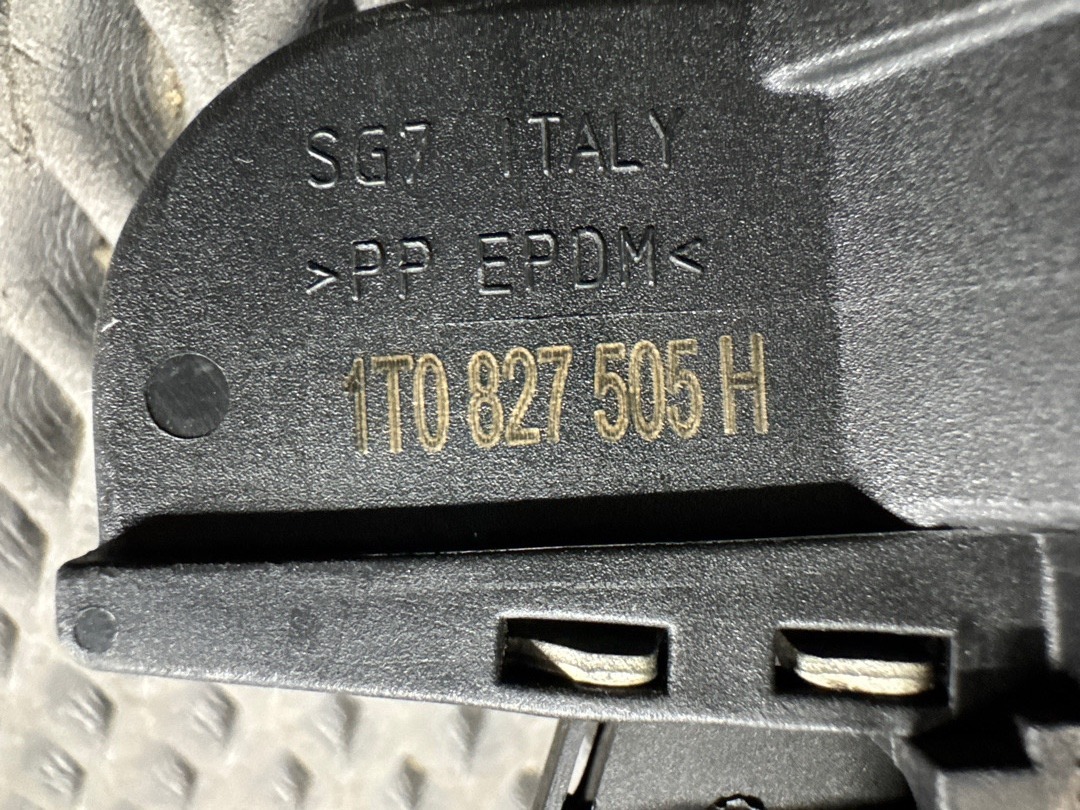 SG7 ITALY
>PP EPDM<
1T0 827 505 H